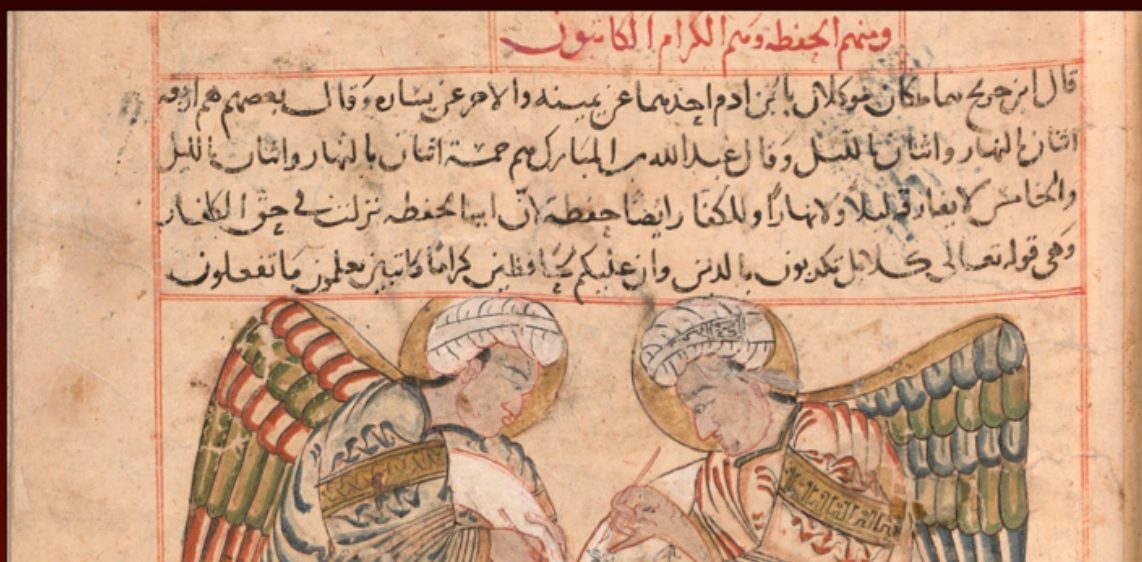 ومنهم الحفظة وهم الكرام الكاتبون
قال ابن جريج هما ملكان موكلان بابن ادم احدهما عن يمينه والاخر عن يساره وقال بعضهم هم اربعة
اثنان بالنهار واثنان بالليل وقال عبد الله بن المبارك هم خمسة اثنان بالنهار واثنان بالليل
والخامس لا يفارقه ليلا ولا نهارا وللكفار ايضا حفظة لان اية الحفظة نزلت في حق الكفار
وهي قوله تعالى كلا بل تكذبون بالدين وان عليكم لحافظين كراما كاتبين يعلمون ما تفعلون